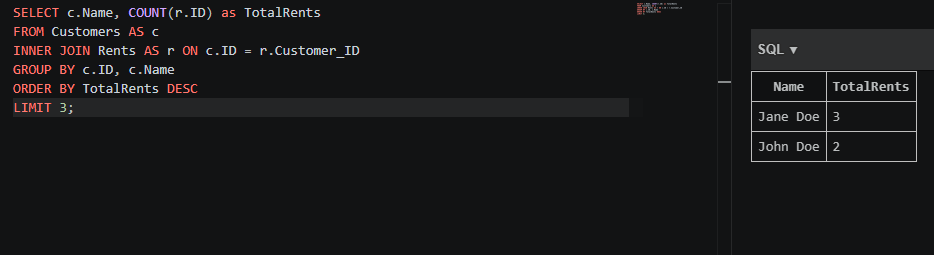 SELECT c.Name, COUNT(r.ID) as TotalRents
FROM Customers AS c
INNER JOIN Rents AS r ON c.ID = r.Customer_ID
GROUP BY c.ID, c.Name
ORDER BY TotalRents DESC
LIMIT 3;
SQL ▼
Name TotalRents
Jane Doe 3
John Doe 2